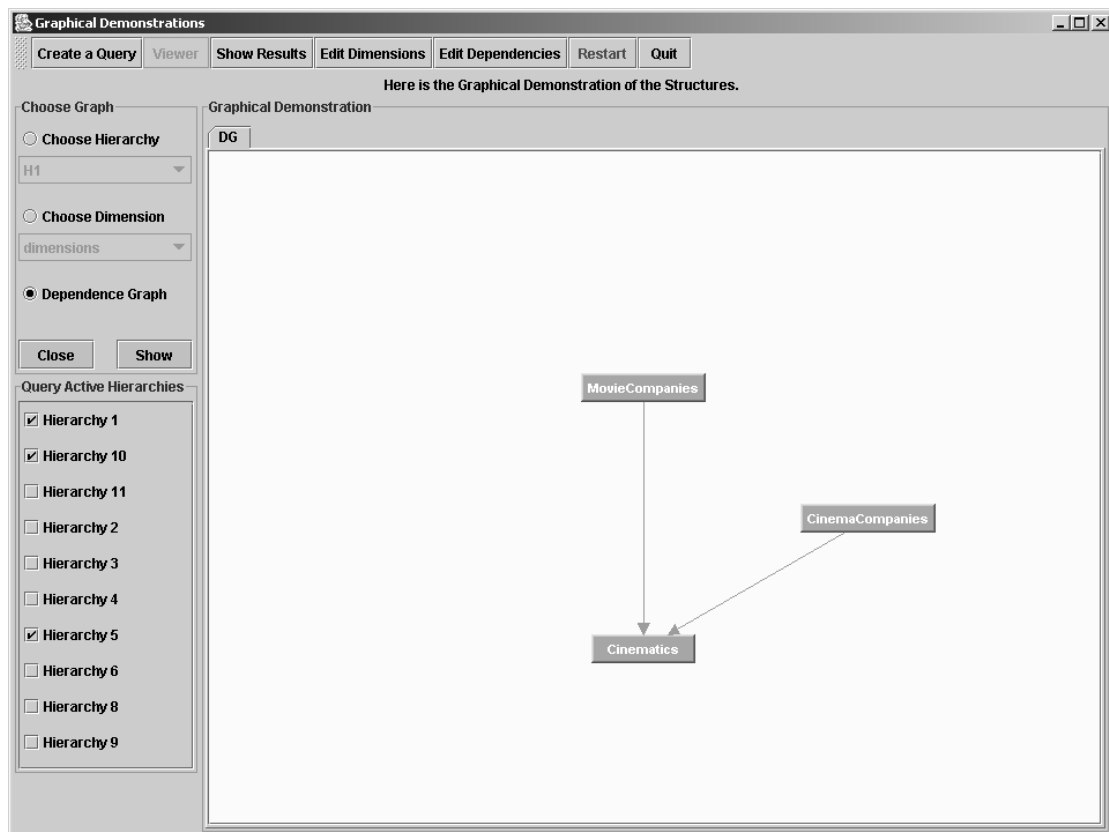 Graphical Demonstrations
Create a Query Viewer Show Results Edit Dimensions Edit Dependencies Restart Quit
Here is the Graphical Demonstration of the Structures.
Choose Graph
Choose Hierarchy
H1
Choose Dimension
dimensions
Dependence Graph
Close Show
Query Active Hierarchies
Hierarchy 1
Hierarchy 10
Hierarchy 11
Hierarchy 2
Hierarchy 3
Hierarchy 4
Hierarchy 5
Hierarchy 6
Hierarchy 8
Hierarchy 9
Graphical Demonstration
DG
MovieCompanies
CinemaCompanies
Cinematics